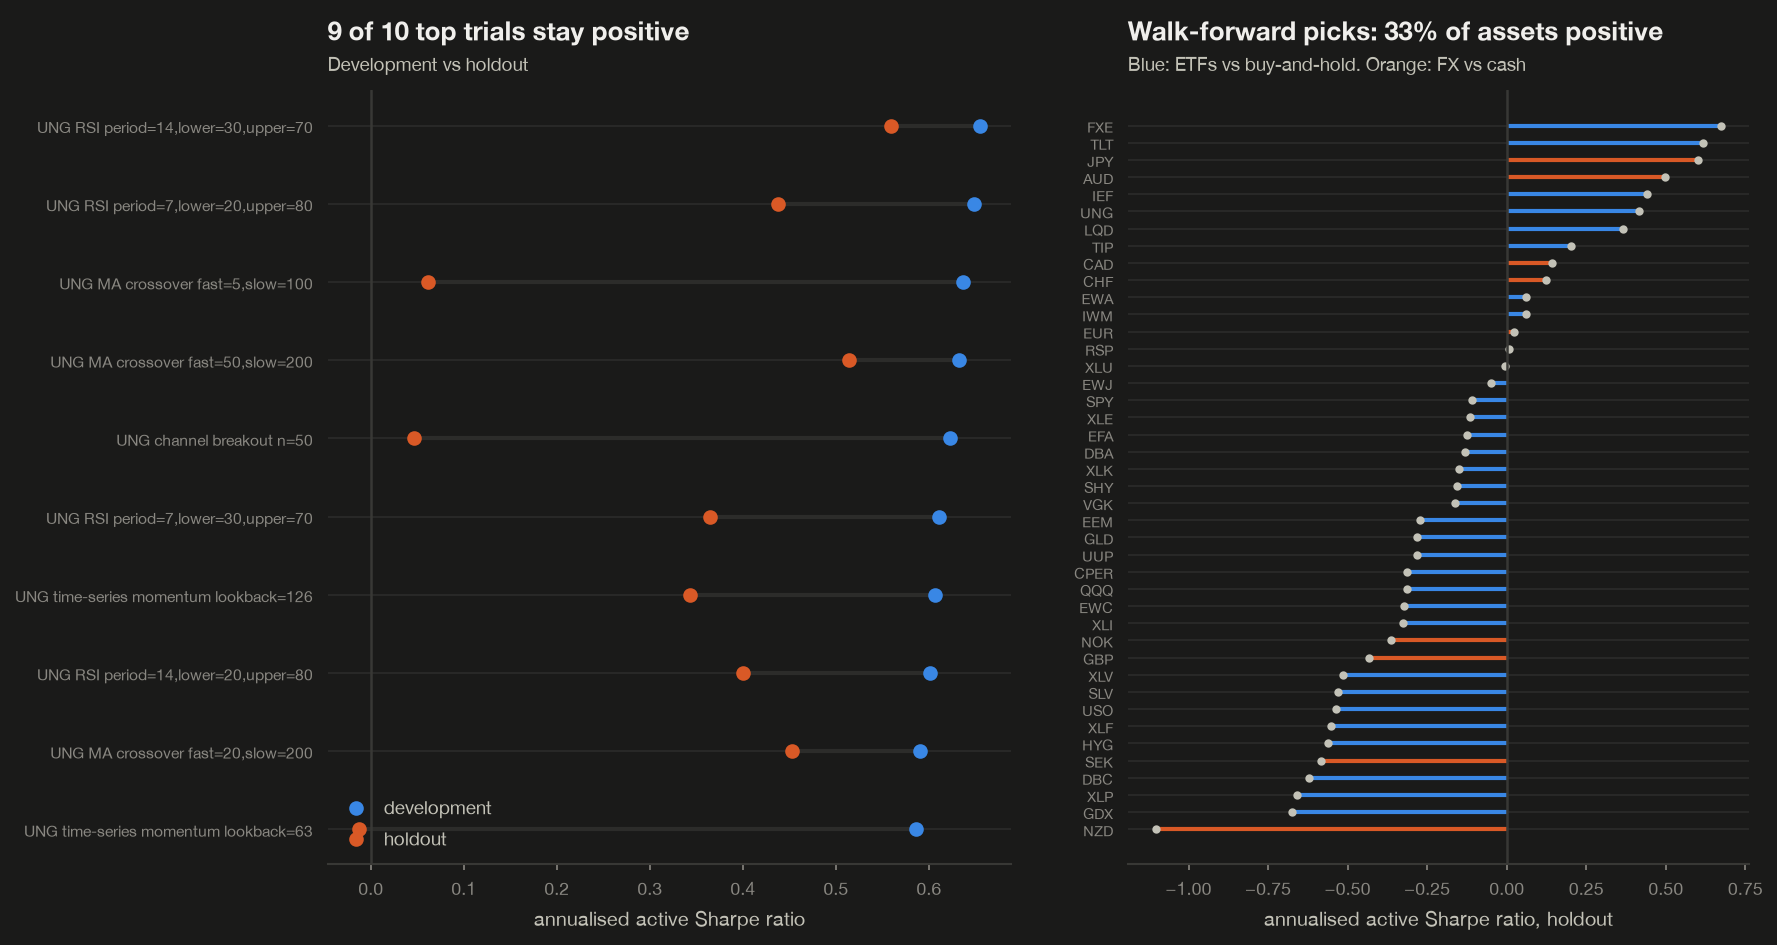 9 of 10 top trials stay positive
Development vs holdout
UNG RSI period=14,lower=30,upper=70
UNG RSI period=7,lower=20,upper=80
UNG MA crossover fast=5,slow=100
UNG MA crossover fast=50,slow=200
UNG channel breakout n=50
UNG RSI period=7,lower=30,upper=70
UNG time-series momentum lookback=126
UNG RSI period=14,lower=20,upper=80
UNG MA crossover fast=20,slow=200
UNG time-series momentum lookback=63
development
holdout
0.0 0.1 0.2 0.3 0.4 0.5 0.6
annualised active Sharpe ratio
Walk-forward picks: 33% of assets positive
Blue: ETFs vs buy-and-hold. Orange: FX vs cash
FXE
TLT
JPY
AUD
IEF
UNG
LQD
TIP
CAD
CHF
EWA
IWM
EUR
RSP
XLU
EWJ
SPY
XLE
EFA
DBA
XLK
SHY
VGK
EEM
GLD
UUP
CPER
QQQ
EWC
XLI
NOK
GBP
XLV
SLV
USO
XLF
HYG
SEK
DBC
XLP
GDX
NZD
−1.00 −0.75 −0.50 −0.25 0.00 0.25 0.50 0.75
annualised active Sharpe ratio, holdout